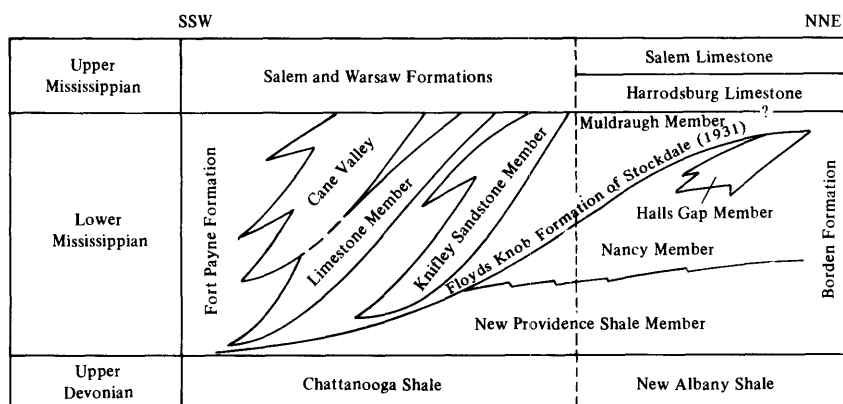 SSW
NNE
Upper
Mississippian
Salem and Warsaw Formations
Salem Limestone
Harrodsburg Limestone
?
Lower
Mississippian
Fort Payne Formation
Cane Valley
Limestone Member
Knifley Sandstone Member
Floyds Knob Formation of Stockdale (1931)
Muldraugh Member
Halls Gap Member
Nancy Member
New Providence Shale Member
Borden Formation
Upper
Devonian
Chattanooga Shale
New Albany Shale